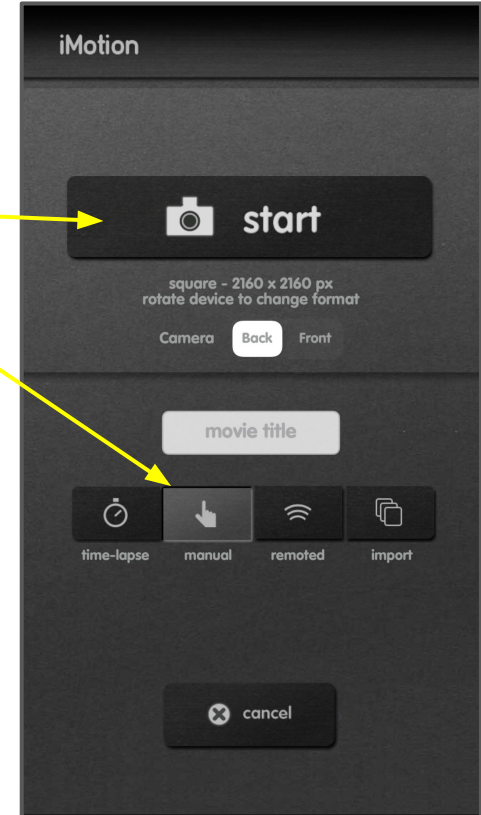 iMotion
start
square - 2160 x 2160 px
rotate device to change format
Camera Back Front
movie title
time-lapse manual remoted import
cancel